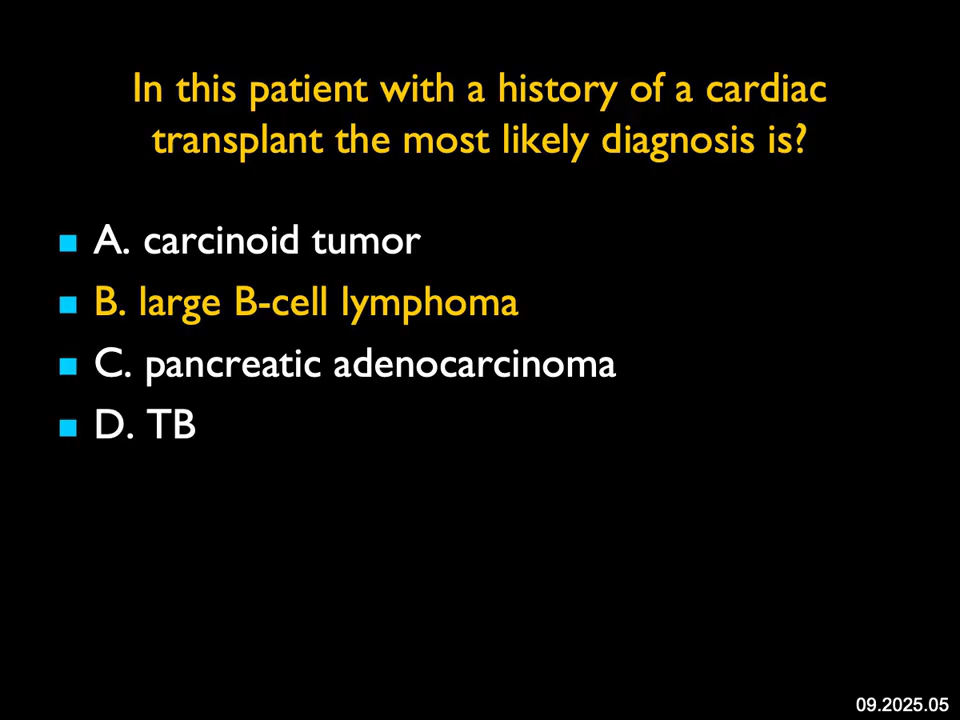 In this patient with a history of a cardiac
transplant the most likely diagnosis is?
A. carcinoid tumor
B. large B-cell lymphoma
C. pancreatic adenocarcinoma
D. TB
09.2025.05